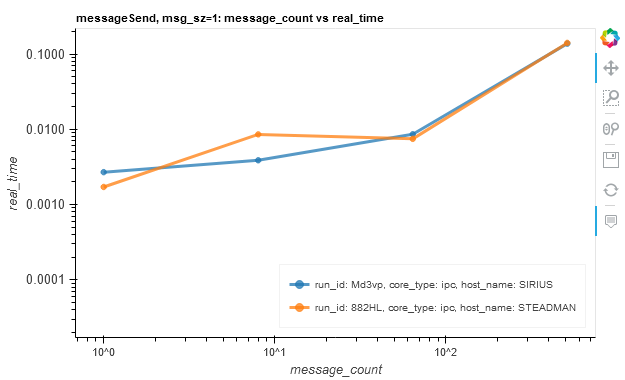 messageSend, msg_sz=1: message_count vs real_time
0.1000
0.0100
0.0010
0.0001
real_time
run_id: Md3vp, core_type: ipc, host_name: SIRIUS
run_id: 882HL, core_type: ipc, host_name: STEADMAN
10^0
10^1
10^2
message_count